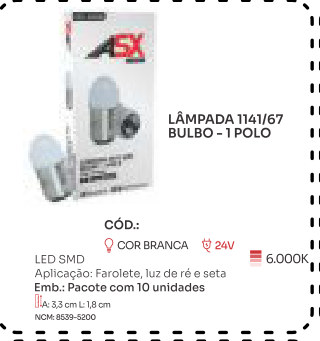 ASX
LÂMPADA 1141/67
BULBO - 1 POLO
CÓD.:
COR BRANCA 24V
LED SMD 6.000K
Aplicação: Farolete, luz de ré e seta
Emb.: Pacote com 10 unidades
A: 3,3 cm L: 1,8 cm
NCM: 8539-5200